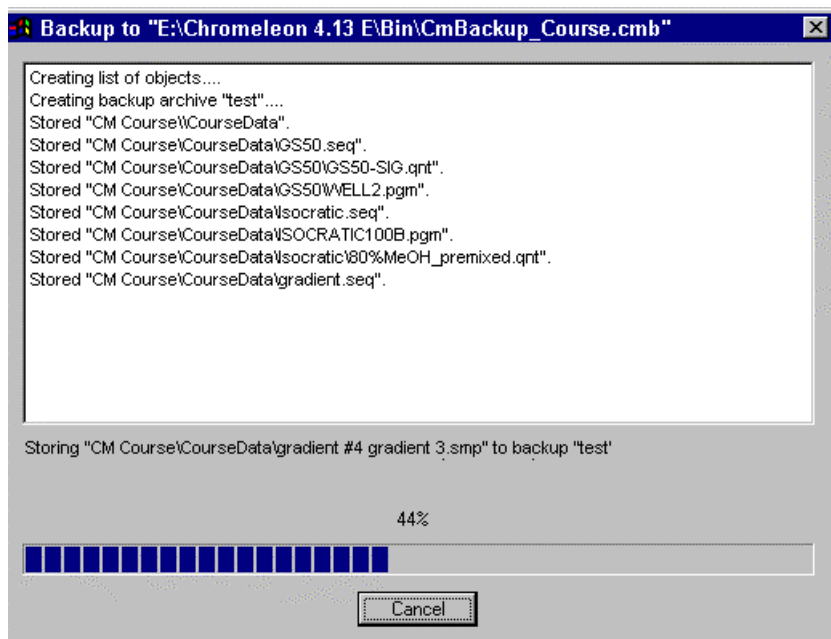 Backup to "E:\Chromeleon 4.13 E\Bin\CmBackup_Course.cmb"
Creating list of objects....
Creating backup archive "test"....
Stored "CM Course\\CourseData".
Stored "CM Course\CourseData\GS50.seq".
Stored "CM Course\CourseData\GS50\GS50-SIG.qnt".
Stored "CM Course\CourseData\GS50\WELL2.pgm".
Stored "CM Course\CourseData\Isocratic.seq".
Stored "CM Course\CourseData\ISOCRATIC100B.pgm".
Stored "CM Course\CourseData\Isocratic\80%MeOH_premixed.qnt".
Stored "CM Course\CourseData\gradient.seq".
Storing "CM Course\CourseData\gradient #4 gradient 3.smp" to backup "test'
44%
Cancel